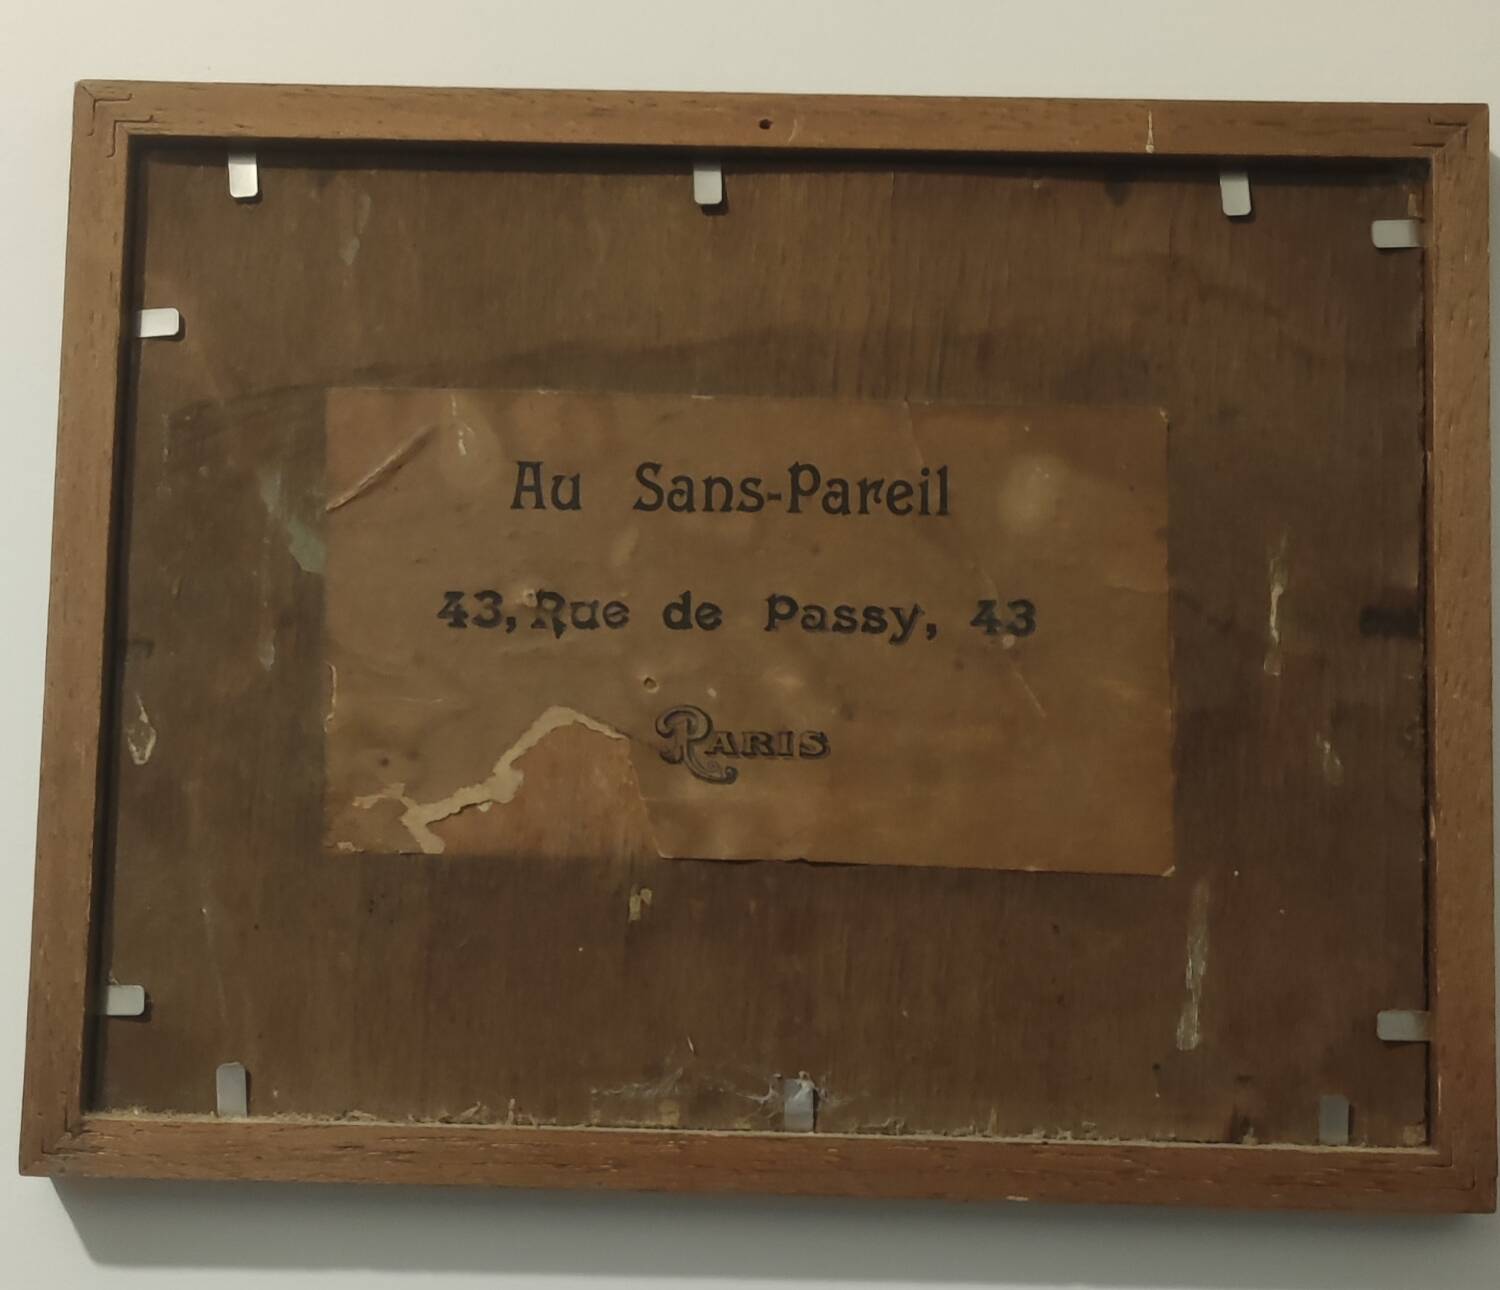 Au Sans-Pareil
43, Rue de Passy, 43
PARIS